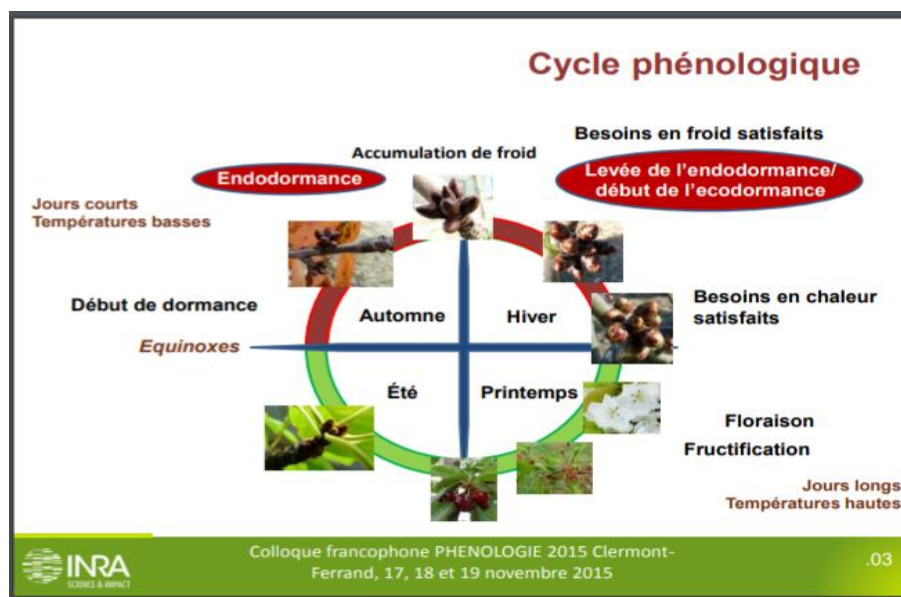 Cycle phénologique
Besoins en froid satisfaits
Accumulation de froid
Endodormance
Levée de l'endodormance/
début de l'ecodormance
Jours courts
Températures basses
Début de dormance
Automne
Hiver
Besoins en chaleur
satisfaits
Equinoxes
Été
Printemps
Floraison
Fructification
Jours longs
Températures hautes
INRA
SCIENCE & IMPACT
Colloque francophone PHENOLOGIE 2015 Clermont-
Ferrand, 17, 18 et 19 novembre 2015
.03